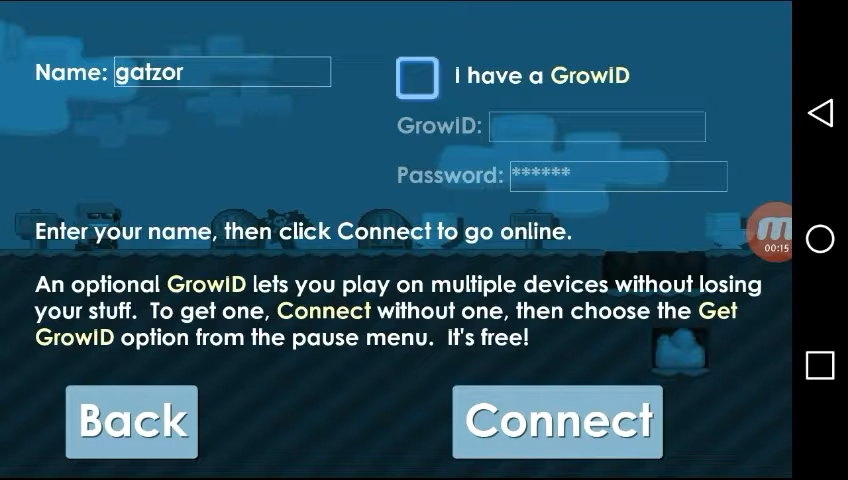 Name: gatzor
I have a GrowID
GrowID:
Password: ******
Enter your name, then click Connect to go online.
An optional GrowID lets you play on multiple devices without losing
your stuff. To get one, Connect without one, then choose the Get
GrowID option from the pause menu. It's free!
00:15
Back
Connect